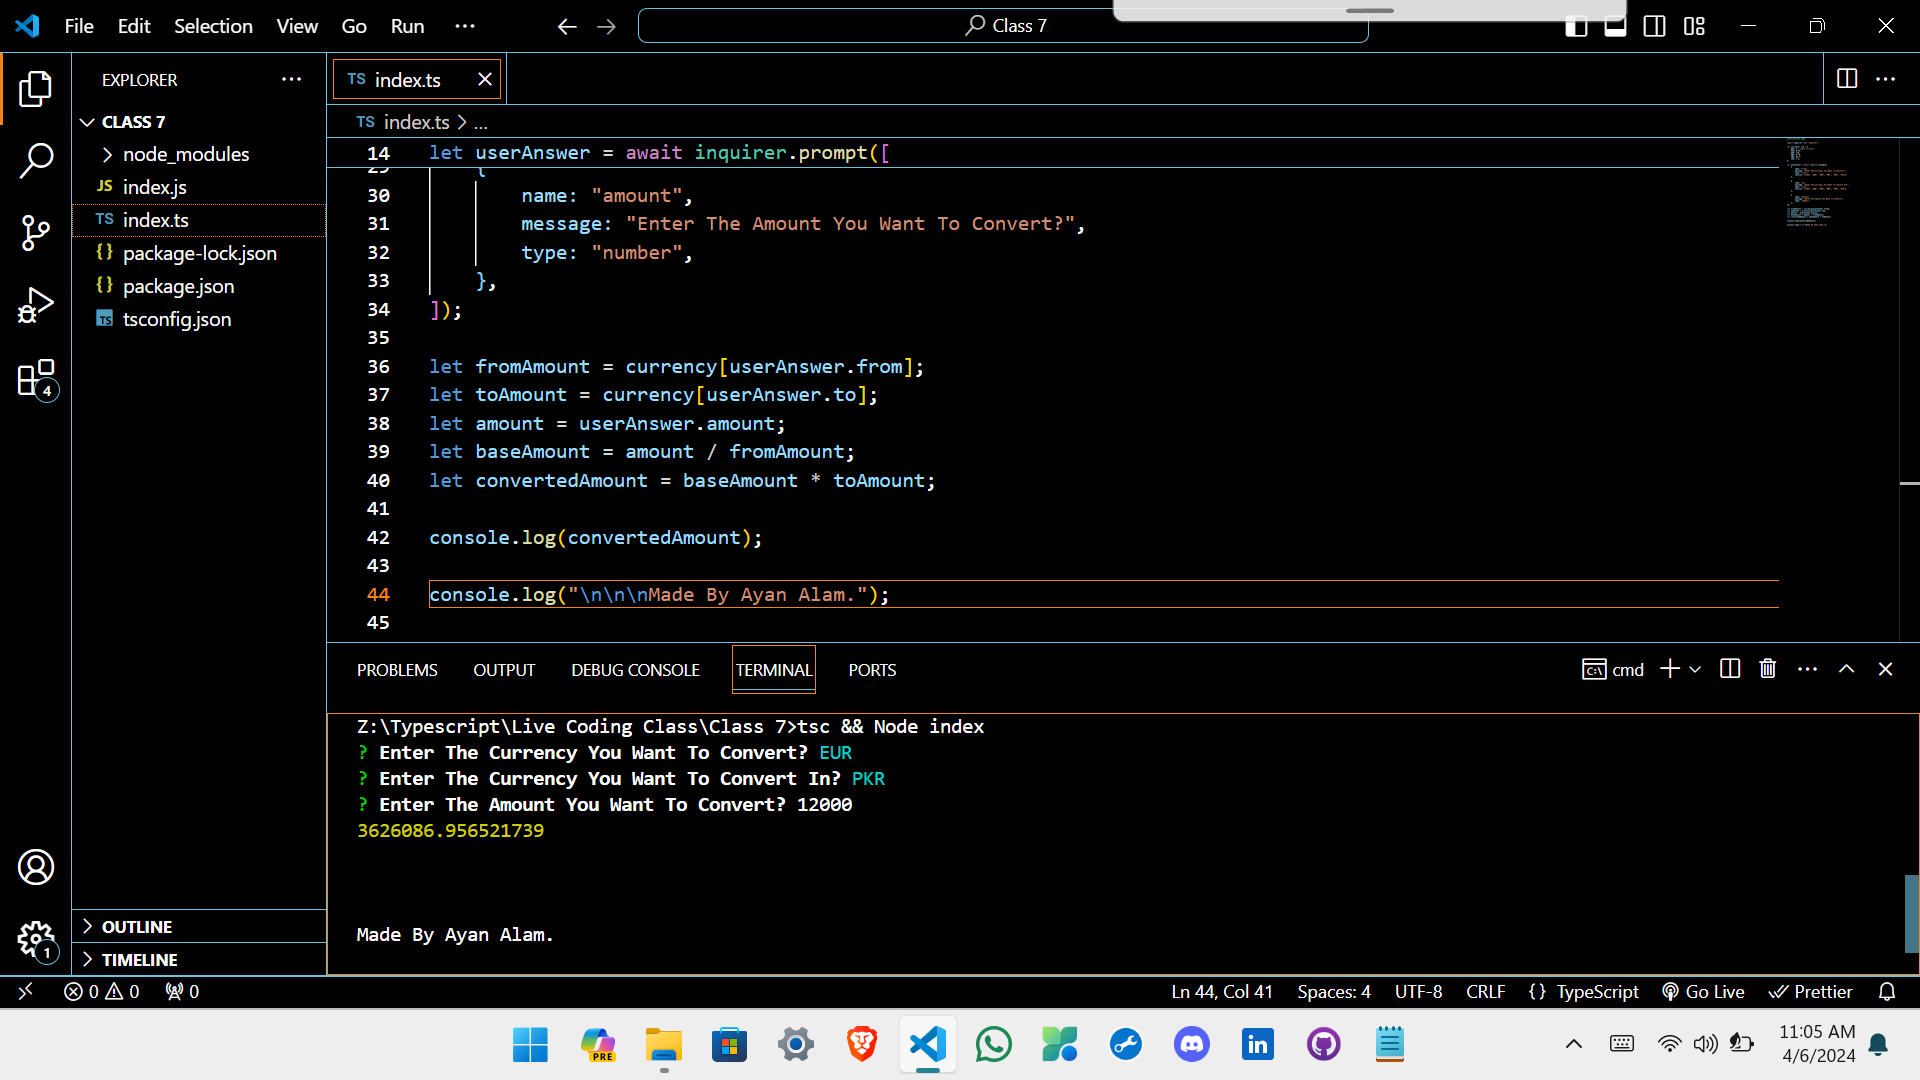 File Edit Selection View Go Run ···
Class 7
EXPLORER ···
CLASS 7
node_modules
JS index.js
TS index.ts
{} package-lock.json
{} package.json
TS tsconfig.json
OUTLINE
TIMELINE
4
1
TS index.ts
TS index.ts > ...
14 let userAnswer = await inquirer.prompt([
{
30 name: "amount",
31 message: "Enter The Amount You Want To Convert?",
32 type: "number",
33 },
34 ]);
35
36 let fromAmount = currency[userAnswer.from];
37 let toAmount = currency[userAnswer.to];
38 let amount = userAnswer.amount;
39 let baseAmount = amount / fromAmount;
40 let convertedAmount = baseAmount * toAmount;
41
42 console.log(convertedAmount);
43
44 console.log("\n\n\nMade By Ayan Alam.");
45
PROBLEMS OUTPUT DEBUG CONSOLE TERMINAL PORTS
cmd
Z:\Typescript\Live Coding Class\Class 7>tsc && Node index
? Enter The Currency You Want To Convert? EUR
? Enter The Currency You Want To Convert In? PKR
? Enter The Amount You Want To Convert? 12000
3626086.956521739
Made By Ayan Alam.
0 0 0
Ln 44, Col 41 Spaces: 4 UTF-8 CRLF {} TypeScript Go Live Prettier
PRE
11:05 AM
4/6/2024